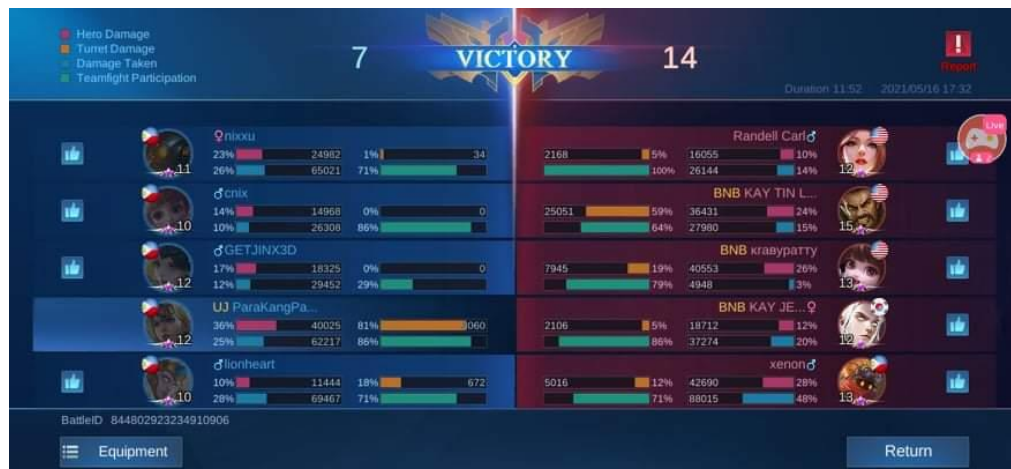 Hero Damage
Turret Damage
Damage Taken
Teamfight Participation
7 VICTORY 14
Report
Duration 11:52 2021/05/16 17:32
Live
nixxu
23% 24982 1% 34
11 26% 65021 71%
Randell Carl
2168 5% 16055 10%
100% 26144 14% 12
cnix
14% 14968 0% 0
10 10% 26308 86%
BNB KAY TIN L...
25051 59% 36431 24%
64% 27980 15% 15
GETJINX3D
17% 18325 0% 0
12 12% 29452 29%
BNB кгавуратту
7945 19% 40553 26%
79% 4948 3% 13
UJ ParaKangPa...
36% 40025 81% 3060
12 25% 62217 86%
BNB KAY JE...
2106 5% 18712 12%
86% 37274 20% 12
lionheart
10% 11444 18% 672
10 28% 69467 71%
xenon
5016 12% 42690 28%
71% 88015 48% 13
BattleID 844802923234910906
Equipment
Return